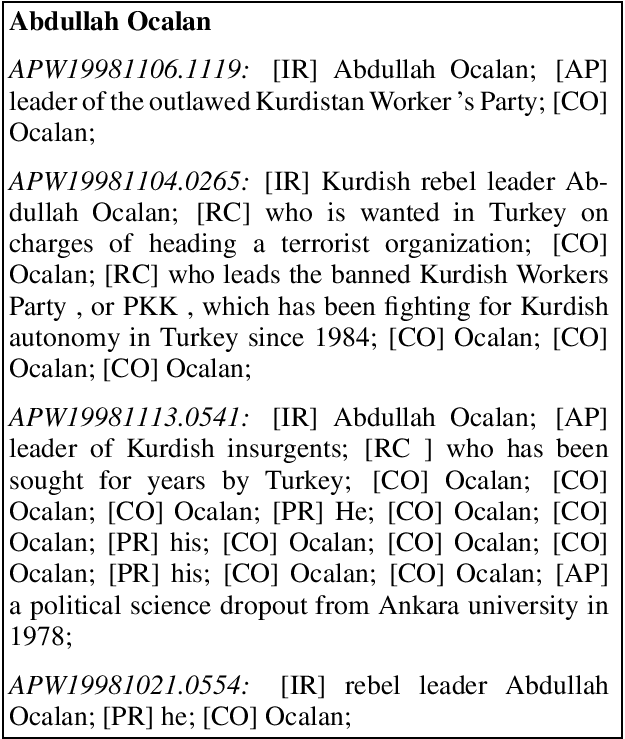 Abdullah Ocalan
APW19981106.1119: [IR] Abdullah Ocalan; [AP]
leader of the outlawed Kurdistan Worker 's Party; [CO]
Ocalan;
APW19981104.0265: [IR] Kurdish rebel leader Ab-
dullah Ocalan; [RC] who is wanted in Turkey on
charges of heading a terrorist organization; [CO]
Ocalan; [RC] who leads the banned Kurdish Workers
Party , or PKK , which has been fighting for Kurdish
autonomy in Turkey since 1984; [CO] Ocalan; [CO]
Ocalan; [CO] Ocalan;
APW19981113.0541: [IR] Abdullah Ocalan; [AP]
leader of Kurdish insurgents; [RC ] who has been
sought for years by Turkey; [CO] Ocalan; [CO]
Ocalan; [CO] Ocalan; [PR] He; [CO] Ocalan; [CO]
Ocalan; [PR] his; [CO] Ocalan; [CO] Ocalan; [CO]
Ocalan; [PR] his; [CO] Ocalan; [CO] Ocalan; [AP]
a political science dropout from Ankara university in
1978;
APW19981021.0554: [IR] rebel leader Abdullah
Ocalan; [PR] he; [CO] Ocalan;